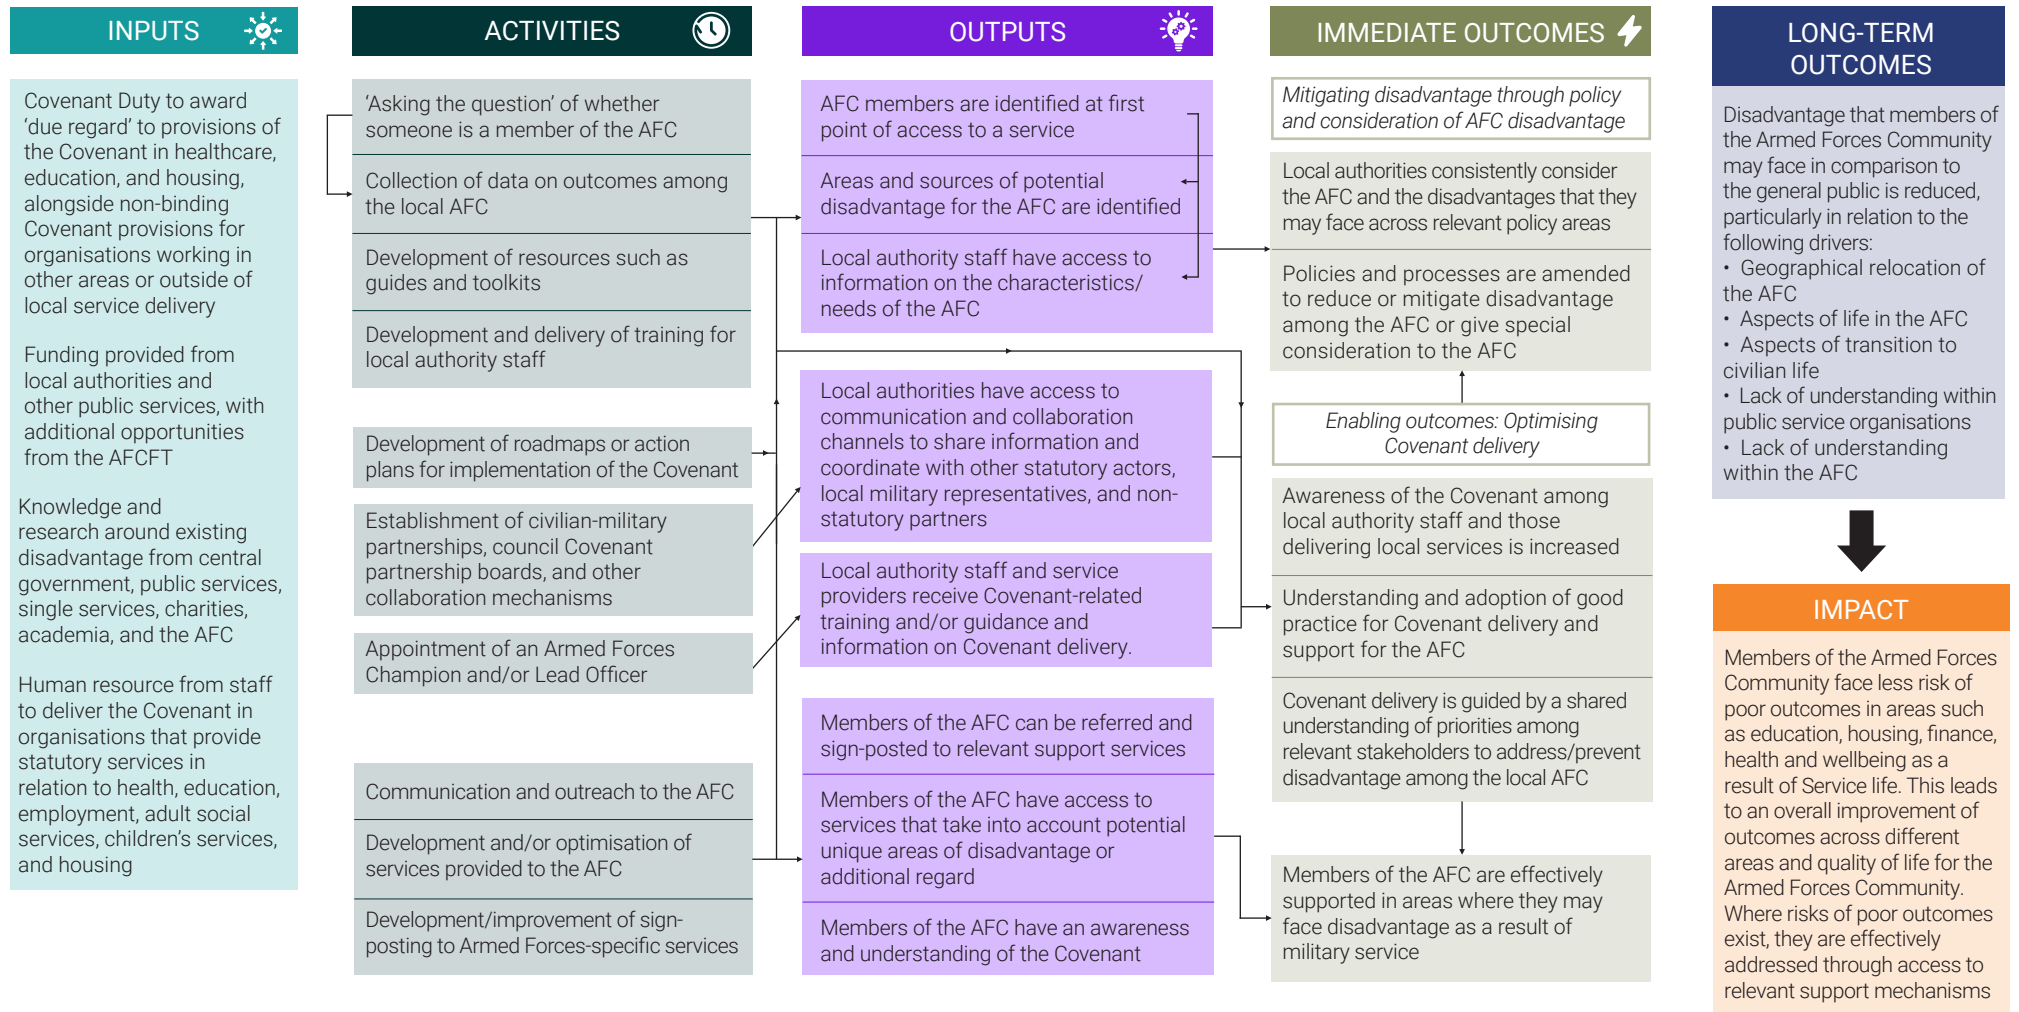 INPUTS
Covenant Duty to award
‘due regard’ to provisions of
the Covenant in healthcare,
education, and housing,
alongside non-binding
Covenant provisions for
organisations working in
other areas or outside of
local service delivery
Funding provided from
local authorities and
other public services, with
additional opportunities
from the AFCFT
Knowledge and
research around existing
disadvantage from central
government, public services,
single services, charities,
academia, and the AFC
Human resource from staff
to deliver the Covenant in
organisations that provide
statutory services in
relation to health, education,
employment, adult social
services, children’s services,
and housing
ACTIVITIES
‘Asking the question’ of whether
someone is a member of the AFC
Collection of data on outcomes among
the local AFC
Development of resources such as
guides and toolkits
Development and delivery of training for
local authority staff
Development of roadmaps or action
plans for implementation of the Covenant
Establishment of civilian-military
partnerships, council Covenant
partnership boards, and other
collaboration mechanisms
Appointment of an Armed Forces
Champion and/or Lead Officer
Communication and outreach to the AFC
Development and/or optimisation of
services provided to the AFC
Development/improvement of sign-
posting to Armed Forces-specific services
OUTPUTS
AFC members are identified at first
point of access to a service
Areas and sources of potential
disadvantage for the AFC are identified
Local authority staff have access to
information on the characteristics/
needs of the AFC
Local authorities have access to
communication and collaboration
channels to share information and
coordinate with other statutory actors,
local military representatives, and non-
statutory partners
Local authority staff and service
providers receive Covenant-related
training and/or guidance and
information on Covenant delivery.
Members of the AFC can be referred and
sign-posted to relevant support services
Members of the AFC have access to
services that take into account potential
unique areas of disadvantage or
additional regard
Members of the AFC have an awareness
and understanding of the Covenant
IMMEDIATE OUTCOMES
Mitigating disadvantage through policy
and consideration of AFC disadvantage
Local authorities consistently consider
the AFC and the disadvantages that they
may face across relevant policy areas
Policies and processes are amended
to reduce or mitigate disadvantage
among the AFC or give special
consideration to the AFC
Enabling outcomes: Optimising
Covenant delivery
Awareness of the Covenant among
local authority staff and those
delivering local services is increased
Understanding and adoption of good
practice for Covenant delivery and
support for the AFC
Covenant delivery is guided by a shared
understanding of priorities among
relevant stakeholders to address/prevent
disadvantage among the local AFC
Members of the AFC are effectively
supported in areas where they may
face disadvantage as a result of
military service
LONG-TERM
OUTCOMES
Disadvantage that members of
the Armed Forces Community
may face in comparison to
the general public is reduced,
particularly in relation to the
following drivers:
• Geographical relocation of
the AFC
• Aspects of life in the AFC
• Aspects of transition to
civilian life
• Lack of understanding within
public service organisations
• Lack of understanding
within the AFC
IMPACT
Members of the Armed Forces
Community face less risk of
poor outcomes in areas such
as education, housing, finance,
health and wellbeing as a
result of Service life. This leads
to an overall improvement of
outcomes across different
areas and quality of life for the
Armed Forces Community.
Where risks of poor outcomes
exist, they are effectively
addressed through access to
relevant support mechanisms